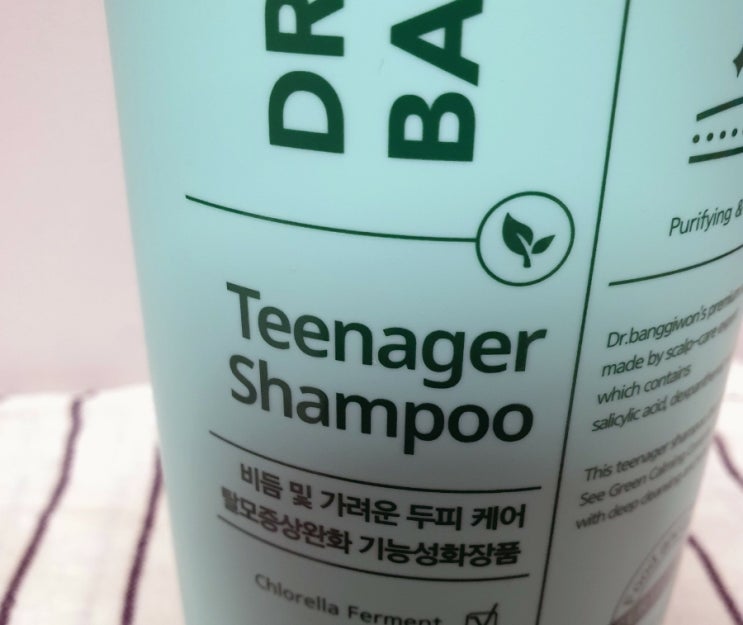 DR
BA
Teenager
Shampoo
비듬 및 가려운 두피 케어
탈모증상완화 기능성화장품
Chlorella Ferment
Purifying &
Dr.banggiwon's premium
made by scalp-care
which contains
salicylic acid,
This teenager shampoo
See Green Calming
with deep cleaning